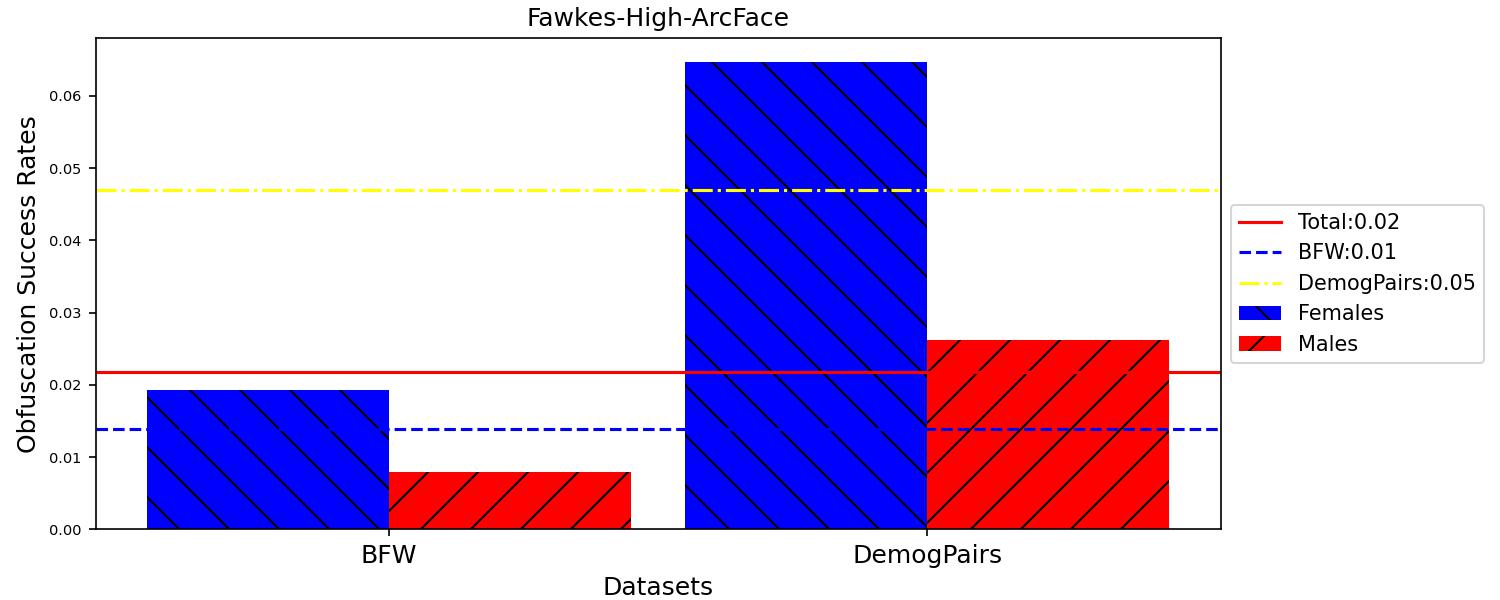 Fawkes-High-ArcFace
Obfuscation Success Rates
0.06
0.05
0.04
0.03
0.02
0.01
0.00
BFW
DemogPairs
Datasets
Total:0.02
BFW:0.01
DemogPairs:0.05
Females
Males